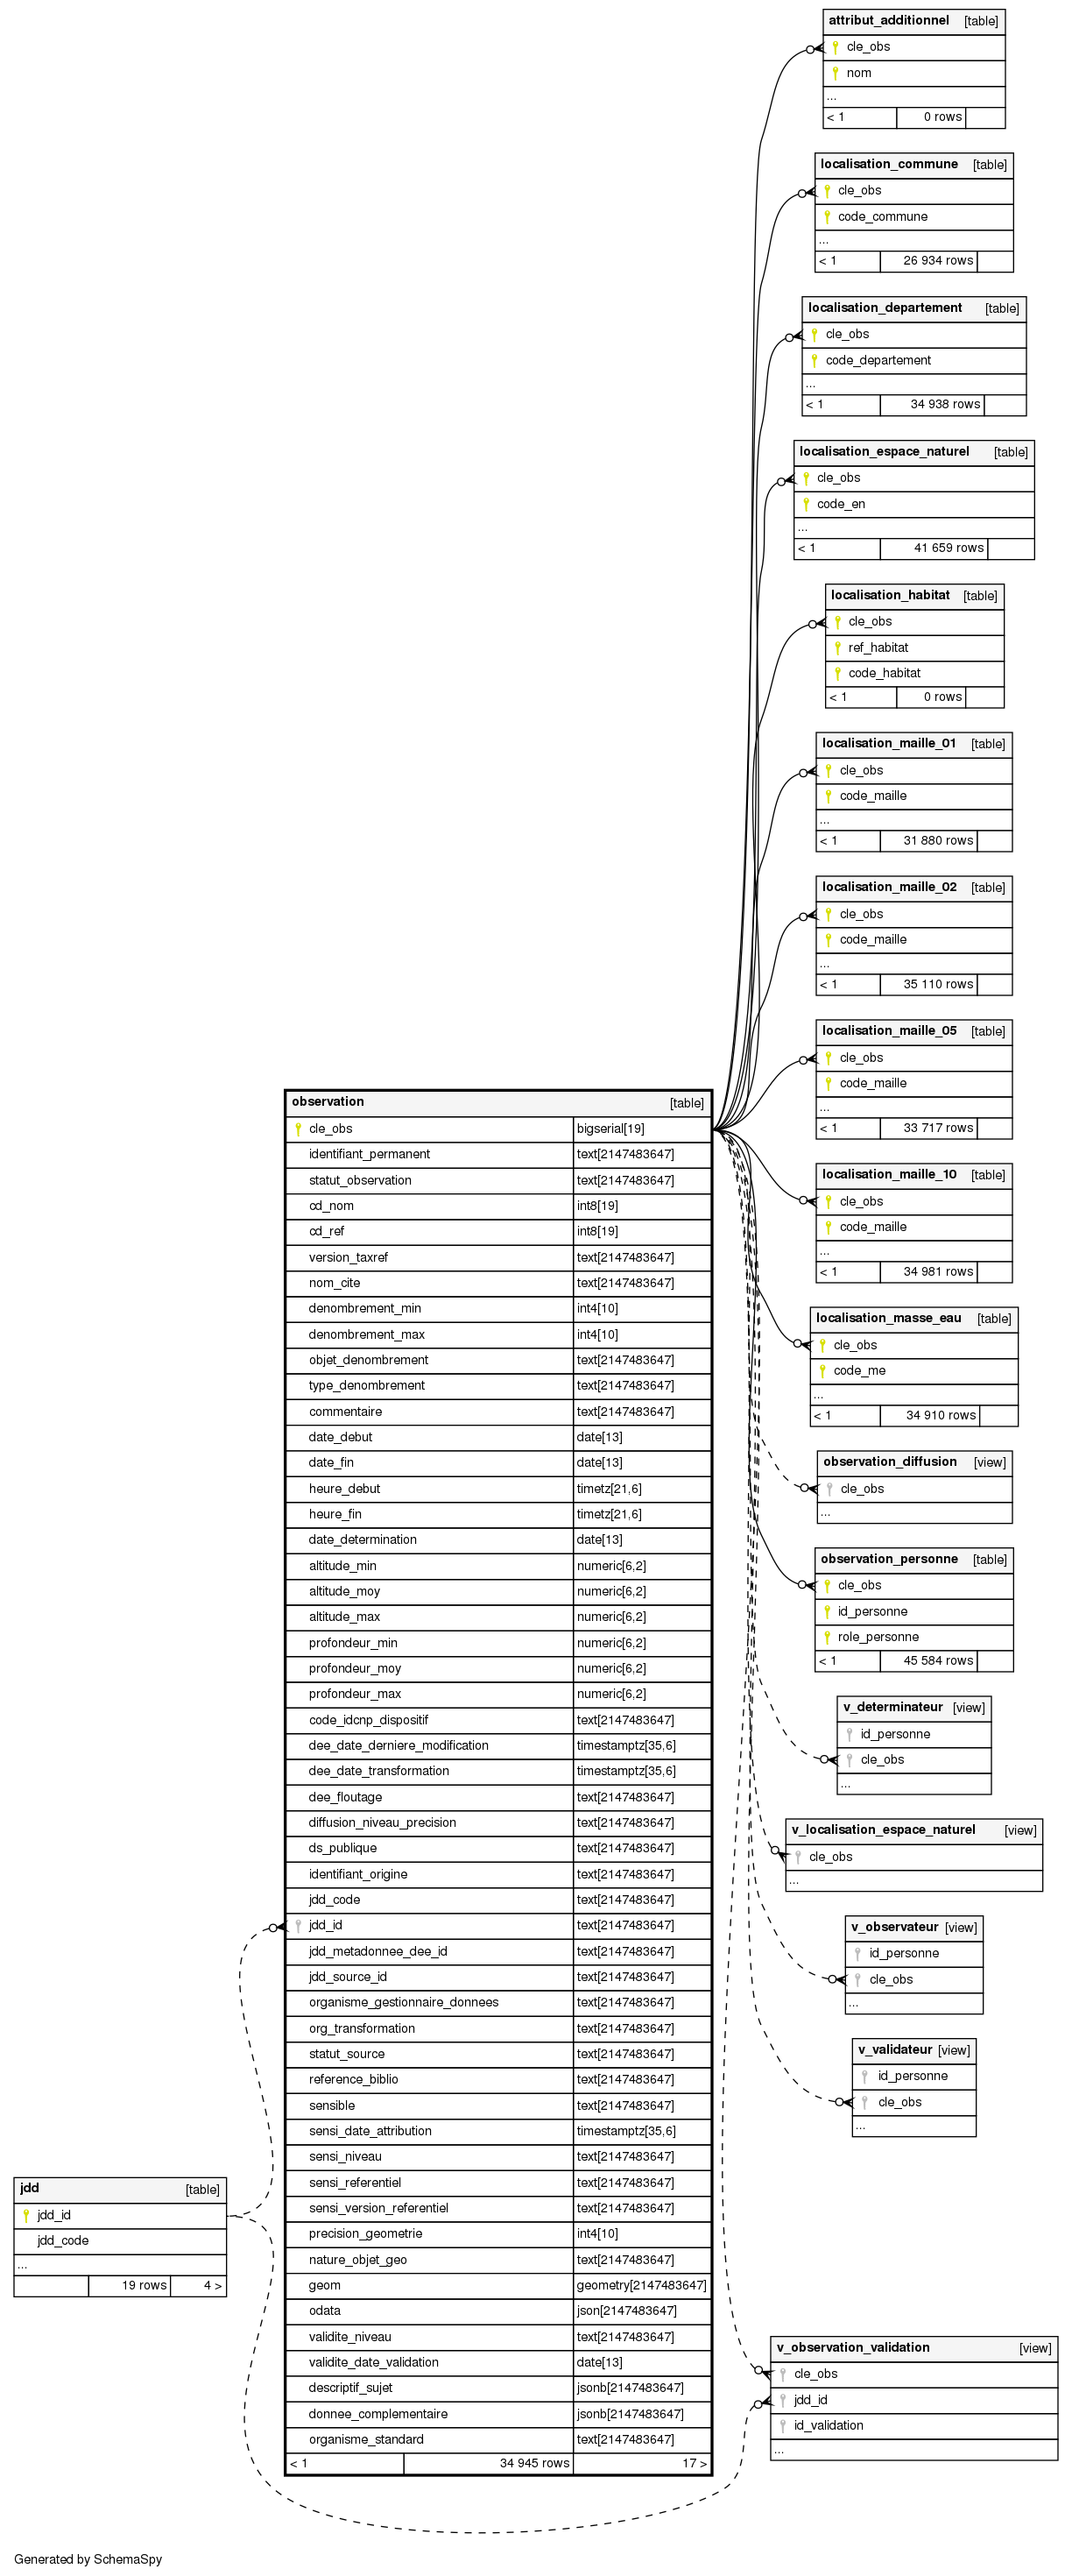 attribut_additionnel [table]
cle_obs
nom
...
< 1 0 rows
localisation_commune [table]
cle_obs
code_commune
...
< 1 26 934 rows
localisation_departement [table]
cle_obs
code_departement
...
< 1 34 938 rows
localisation_espace_naturel [table]
cle_obs
code_en
...
< 1 41 659 rows
localisation_habitat [table]
cle_obs
ref_habitat
code_habitat
< 1 0 rows
localisation_maille_01 [table]
cle_obs
code_maille
...
< 1 31 880 rows
localisation_maille_02 [table]
cle_obs
code_maille
...
< 1 35 110 rows
localisation_maille_05 [table]
cle_obs
code_maille
...
< 1 33 717 rows
localisation_maille_10 [table]
cle_obs
code_maille
...
< 1 34 981 rows
localisation_masse_eau [table]
cle_obs
code_me
...
< 1 34 910 rows
observation_diffusion [view]
cle_obs
...
observation_personne [table]
cle_obs
id_personne
role_personne
< 1 45 584 rows
v_determinateur [view]
id_personne
cle_obs
...
v_localisation_espace_naturel [view]
cle_obs
...
v_observateur [view]
id_personne
cle_obs
...
v_validateur [view]
id_personne
cle_obs
...
v_observation_validation [view]
cle_obs
jdd_id
id_validation
...
observation [table]
cle_obs bigserial[19]
identifiant_permanent text[2147483647]
statut_observation text[2147483647]
cd_nom int8[19]
cd_ref int8[19]
version_taxref text[2147483647]
nom_cite text[2147483647]
denombrement_min int4[10]
denombrement_max int4[10]
objet_denombrement text[2147483647]
type_denombrement text[2147483647]
commentaire text[2147483647]
date_debut date[13]
date_fin date[13]
heure_debut timetz[21,6]
heure_fin timetz[21,6]
date_determination date[13]
altitude_min numeric[6,2]
altitude_moy numeric[6,2]
altitude_max numeric[6,2]
profondeur_min numeric[6,2]
profondeur_moy numeric[6,2]
profondeur_max numeric[6,2]
code_idcnp_dispositif text[2147483647]
dee_date_derniere_modification timestamptz[35,6]
dee_date_transformation timestamptz[35,6]
dee_floutage text[2147483647]
diffusion_niveau_precision text[2147483647]
ds_publique text[2147483647]
identifiant_origine text[2147483647]
jdd_code text[2147483647]
jdd_id text[2147483647]
jdd_metadonnee_dee_id text[2147483647]
jdd_source_id text[2147483647]
organisme_gestionnaire_donnees text[2147483647]
org_transformation text[2147483647]
statut_source text[2147483647]
reference_biblio text[2147483647]
sensible text[2147483647]
sensi_date_attribution timestamptz[35,6]
sensi_niveau text[2147483647]
sensi_referentiel text[2147483647]
sensi_version_referentiel text[2147483647]
precision_geometrie int4[10]
nature_objet_geo text[2147483647]
geom geometry[2147483647]
odata json[2147483647]
validite_niveau text[2147483647]
validite_date_validation date[13]
descriptif_sujet jsonb[2147483647]
donnee_complementaire jsonb[2147483647]
organisme_standard text[2147483647]
< 1 34 945 rows 17 >
jdd [table]
jdd_id
jdd_code
...
19 rows 4 >
Generated by SchemaSpy